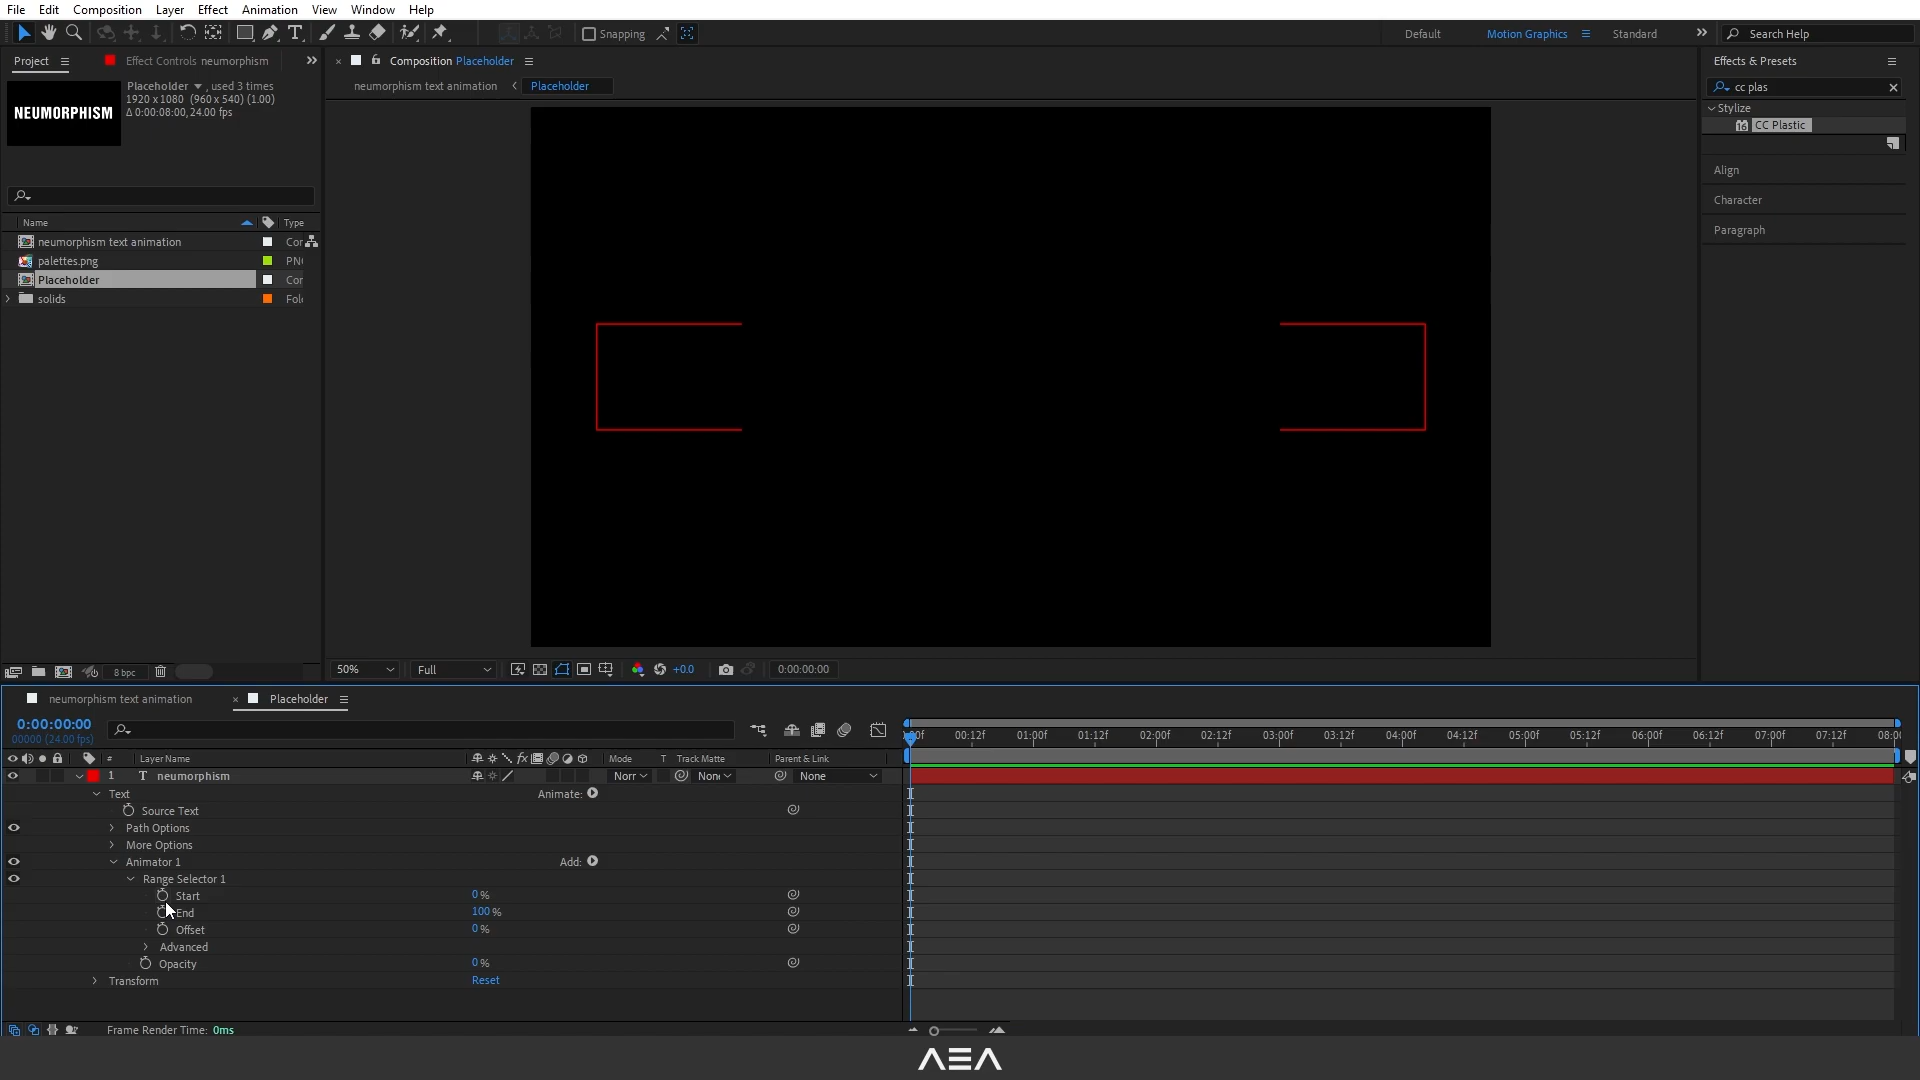 File Edit Composition Layer Effect Animation View Window Help
Snapping Default Motion Graphics Standard Search Help
Project Effect Controls neumorphism
Composition Placeholder
Effects & Presets
Placeholder , used 3 times
1920 x 1080 (960 x 540) (1.00)
Δ 0:00:08:00, 24.00 fps
NEUMORPHISM
neumorphism text animation Placeholder
cc plas
Stylize
16 CC Plastic
Align
Character
Paragraph
Name Type
neumorphism text animation Cor
palettes.png PNG
Placeholder Cor
solids Fol
8 bpc
50% Full +0.0 0:00:00:00
neumorphism text animation Placeholder
0:00:00:00
00000 (24.00 fps)
00f 00:12f 01:00f 01:12f 02:00f 02:12f 03:00f 03:12f 04:00f 04:12f 05:00f 05:12f 06:00f 06:12f 07:00f 07:12f 08:0
# Layer Name fx Mode T Track Matte Parent & Link
1 T neumorphism Norr None None
Text Animate:
Source Text
Path Options
More Options
Animator 1 Add:
Range Selector 1
Start 0%
End 100%
Offset 0%
Advanced
Opacity 0%
Transform Reset
Frame Render Time: 0ms
AEA